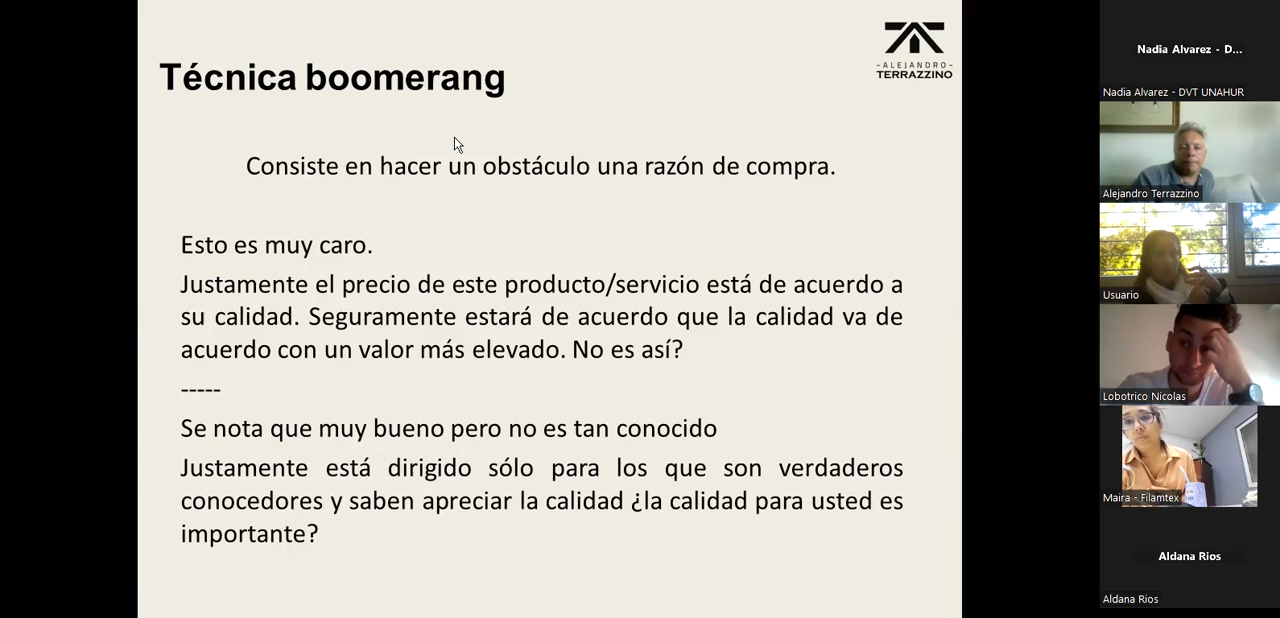 Técnica boomerang
-ALEJANDRO-
TERRAZZINO
Consiste en hacer un obstáculo una razón de compra.
Esto es muy caro.
Justamente el precio de este producto/servicio está de acuerdo a
su calidad. Seguramente estará de acuerdo que la calidad va de
acuerdo con un valor más elevado. No es así?
-----
Se nota que muy bueno pero no es tan conocido
Justamente está dirigido sólo para los que son verdaderos
conocedores y saben apreciar la calidad ¿la calidad para usted es
importante?
Nadia Alvarez - D...
Nadia Alvarez - DVT UNAHUR
Alejandro Terrazzino
Usuario
Lobotrico Nicolas
Maira - Filamtex
Aldana Rios
Aldana Rios